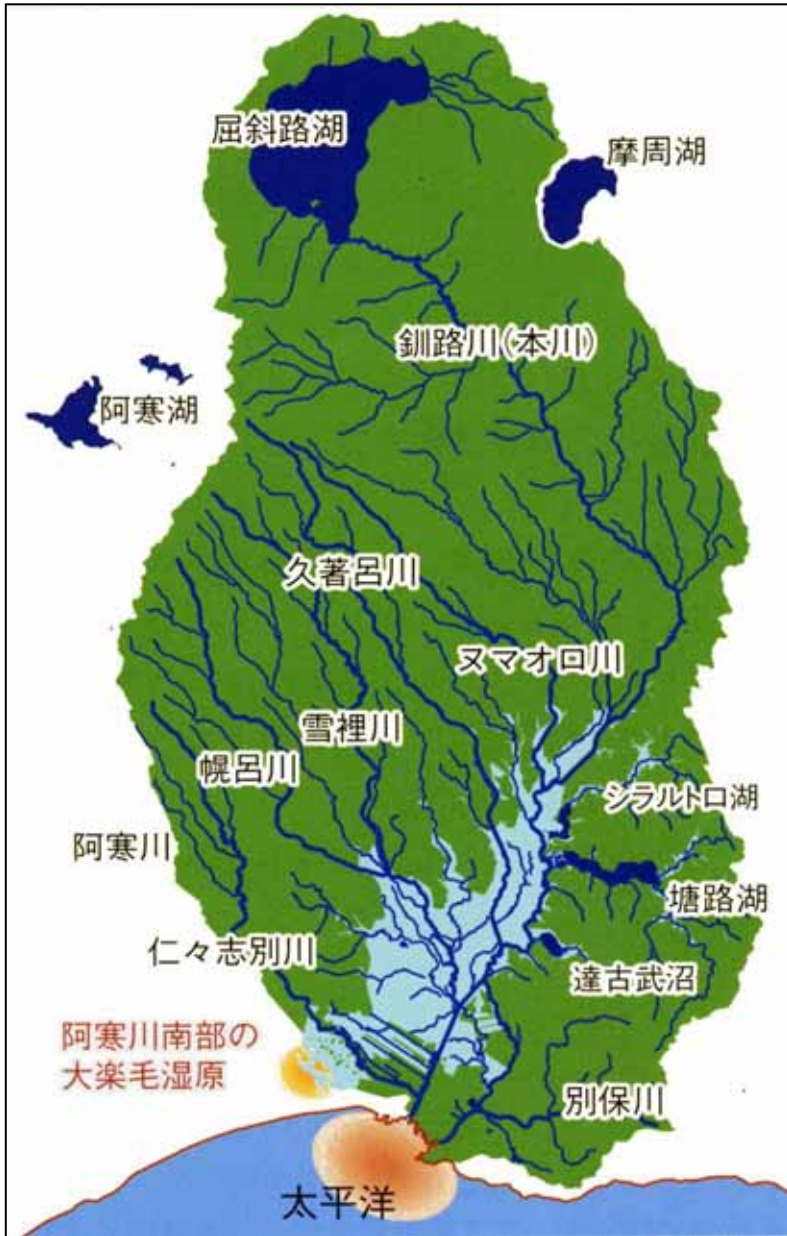 屈斜路湖
摩周湖
釧路川(本川)
阿寒湖
久著呂川
ヌマオロ川
雪裡川
幌呂川
シラルトロ湖
阿寒川
塘路湖
仁々志別川
達古武沼
阿寒川南部の
大楽毛湿原
別保川
太平洋